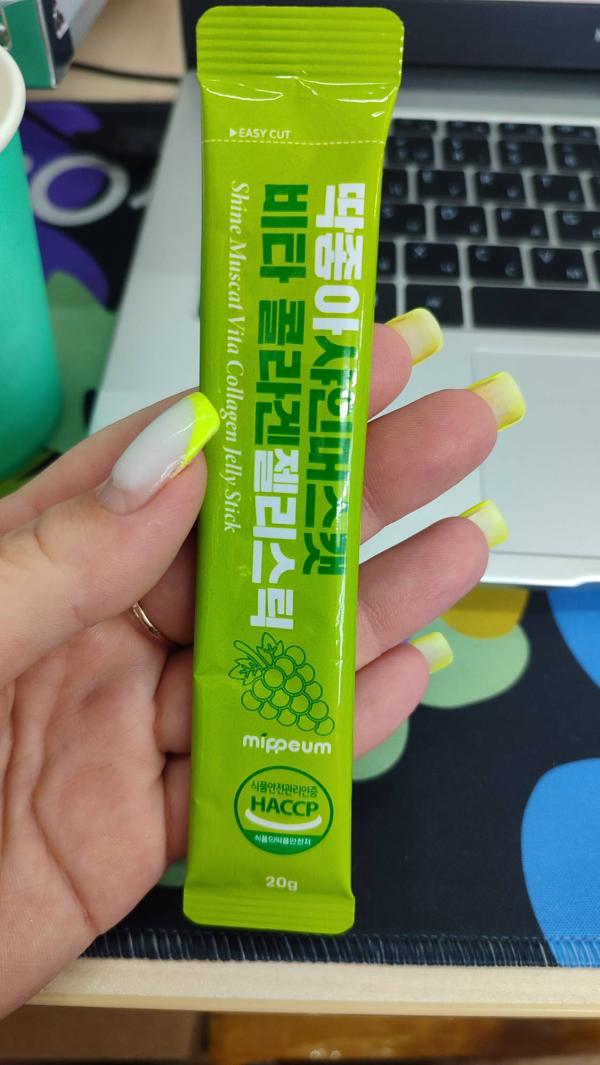 EASY CUT
딱좋아 샤인머스캣
비타 콜라겐 젤리스틱
Shine Muscat Vita Collagen Jelly Stick
mippeum
식품안전관리인증
HACCP
식품의약품안전처
20g